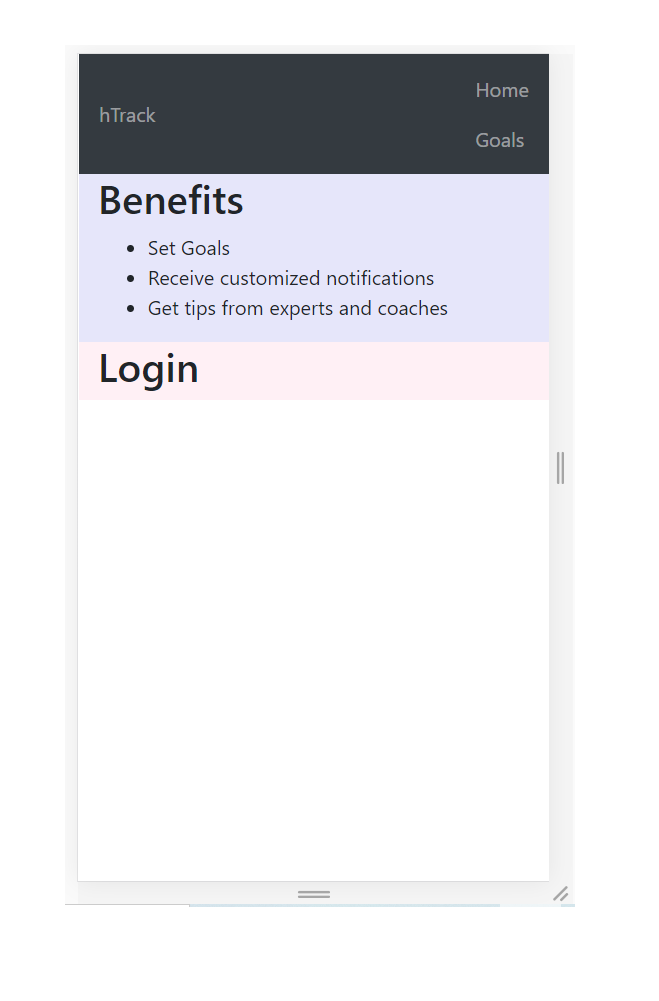 hTrack
Home
Goals
Benefits
Set Goals
Receive customized notifications
Get tips from experts and coaches
Login